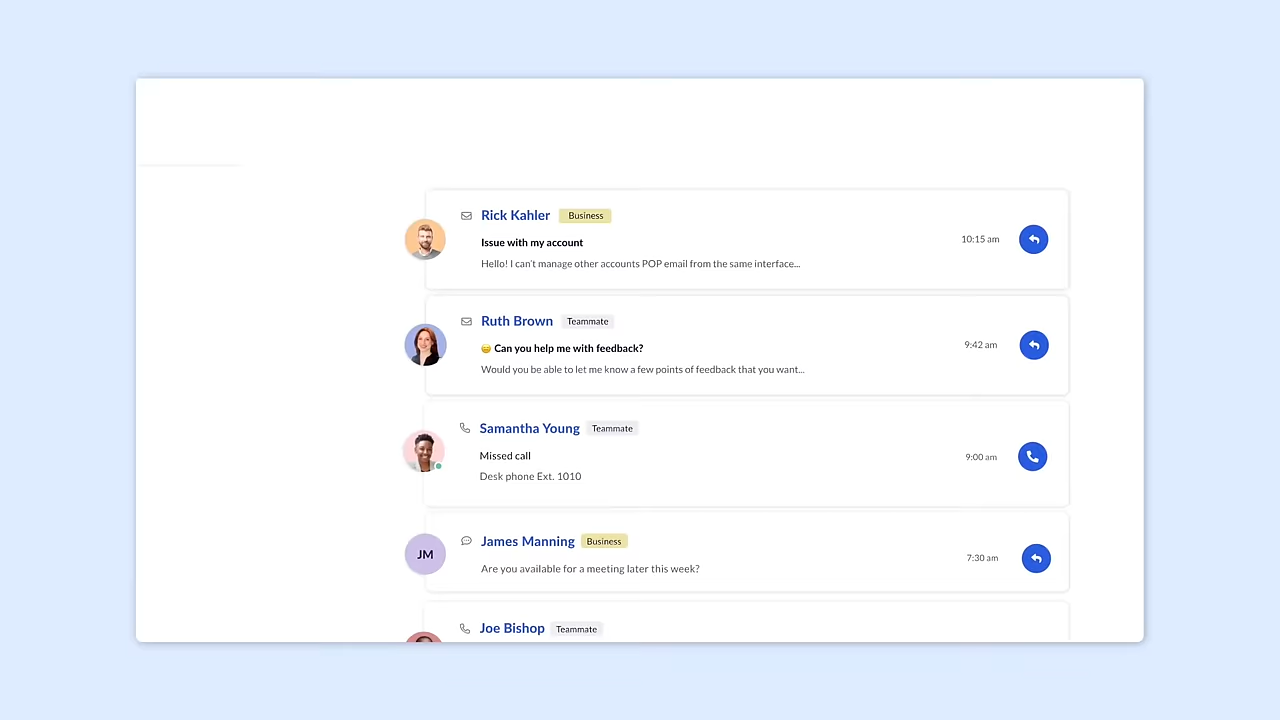 Rick Kahler Business
Issue with my account
Hello! I can't manage other accounts POP email from the same interface...
10:15 am
Ruth Brown Teammate
😄 Can you help me with feedback?
Would you be able to let me know a few points of feedback that you want...
9:42 am
Samantha Young Teammate
Missed call
Desk phone Ext. 1010
9:00 am
JM
James Manning Business
Are you available for a meeting later this week?
7:30 am
Joe Bishop Teammate